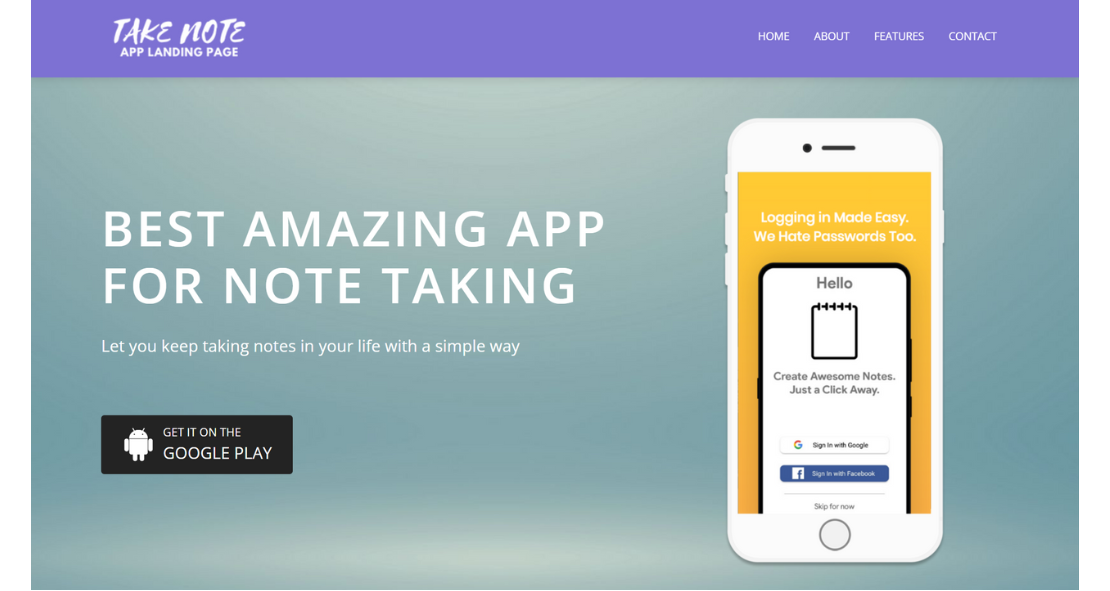 TAKE NOTE
APP LANDING PAGE
HOME ABOUT FEATURES CONTACT
BEST AMAZING APP
FOR NOTE TAKING
Let you keep taking notes in your life with a simple way
GET IT ON THE
GOOGLE PLAY
Logging in Made Easy.
We Hate Passwords Too.
Hello
Create Awesome Notes.
Just a Click Away.
Sign In with Google
Sign In with Facebook
Skip for now